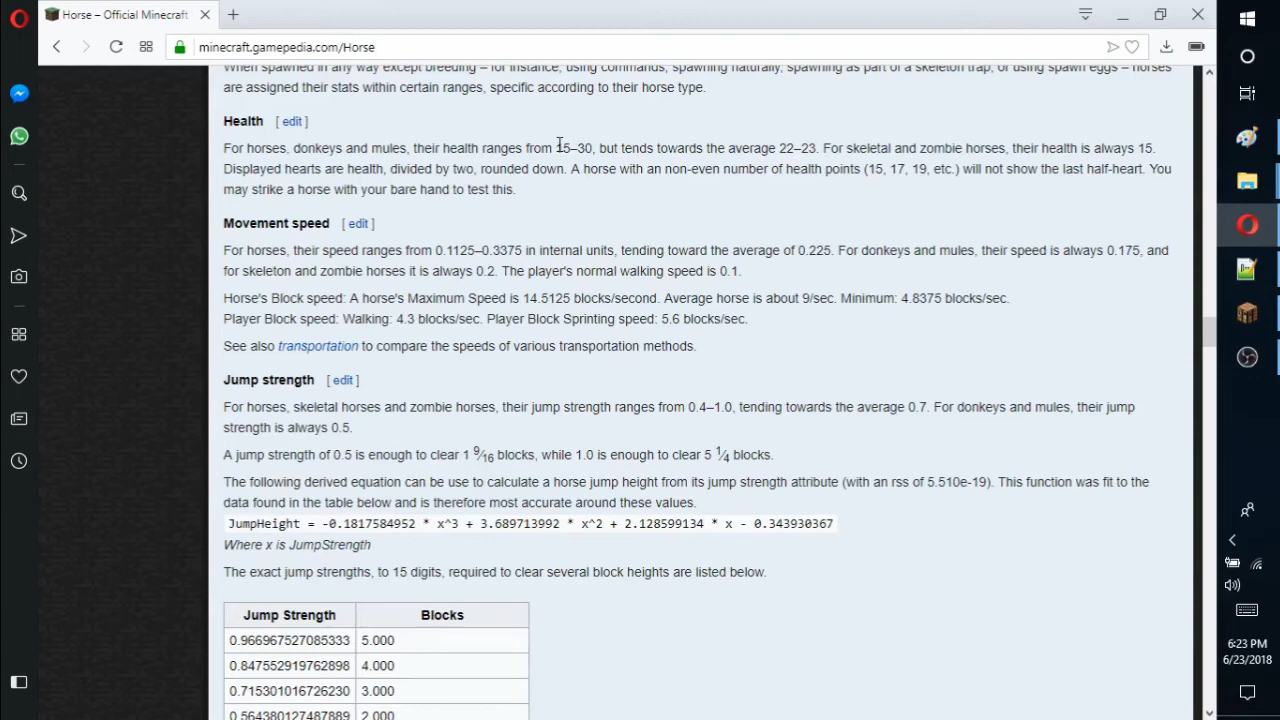 Horse – Official Minecraft
minecraft.gamepedia.com/Horse
When spawned in any way except breeding – for instance, using commands, spawning naturally, spawning as part of a skeleton trap, or using spawn eggs – horses
are assigned their stats within certain ranges, specific according to their horse type.
Health [ edit ]
For horses, donkeys and mules, their health ranges from 15–30, but tends towards the average 22–23. For skeletal and zombie horses, their health is always 15.
Displayed hearts are health, divided by two, rounded down. A horse with an non-even number of health points (15, 17, 19, etc.) will not show the last half-heart. You
may strike a horse with your bare hand to test this.
Movement speed [ edit ]
For horses, their speed ranges from 0.1125–0.3375 in internal units, tending toward the average of 0.225. For donkeys and mules, their speed is always 0.175, and
for skeleton and zombie horses it is always 0.2. The player's normal walking speed is 0.1.
Horse's Block speed: A horse's Maximum Speed is 14.5125 blocks/second. Average horse is about 9/sec. Minimum: 4.8375 blocks/sec.
Player Block speed: Walking: 4.3 blocks/sec. Player Block Sprinting speed: 5.6 blocks/sec.
See also transportation to compare the speeds of various transportation methods.
Jump strength [ edit ]
For horses, skeletal horses and zombie horses, their jump strength ranges from 0.4–1.0, tending towards the average 0.7. For donkeys and mules, their jump
strength is always 0.5.
A jump strength of 0.5 is enough to clear 1 9⁄16 blocks, while 1.0 is enough to clear 5 1⁄4 blocks.
The following derived equation can be use to calculate a horse jump height from its jump strength attribute (with an rss of 5.510e-19). This function was fit to the
data found in the table below and is therefore most accurate around these values.
JumpHeight = -0.1817584952 * x^3 + 3.689713992 * x^2 + 2.128599134 * x - 0.343930367
Where x is JumpStrength
The exact jump strengths, to 15 digits, required to clear several block heights are listed below.
Jump Strength Blocks
0.966967527085333 5.000
0.847552919762898 4.000
0.715301016726230 3.000
0.564380127487889 2.000
6:23 PM
6/23/2018